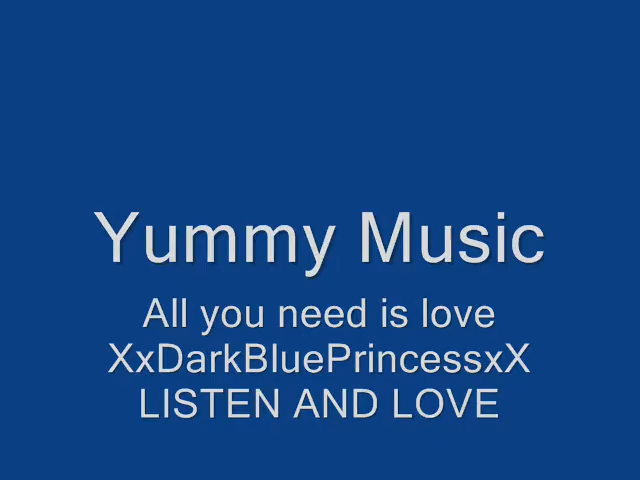 Yummy Music
All you need is love
XxDarkBluePrincessxX
LISTEN AND LOVE